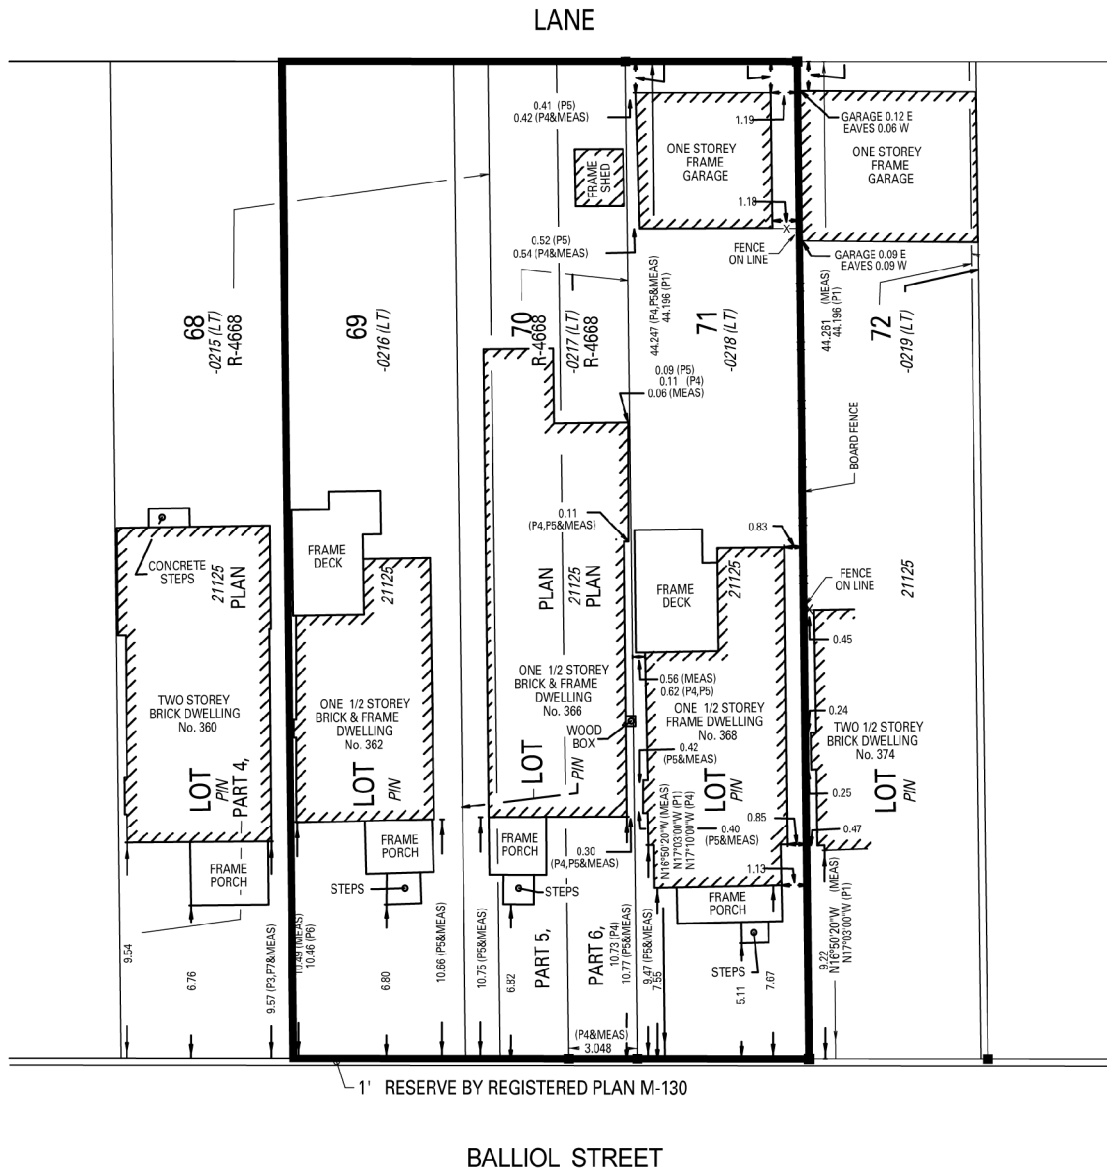 LANE
0.41 (P5)
0.42 (P4&MEAS)
1.19
GARAGE 0.12 E
EAVES 0.06 W
ONE STOREY
FRAME
GARAGE
ONE STOREY
FRAME
GARAGE
FRAME
SHED
1.18
0.52 (P5)
0.54 (P4&MEAS)
FENCE
ON LINE
GARAGE 0.09 E
EAVES 0.09 W
68
-0215 (LT)
R-4668
69
-0216 (LT)
70
R-4668
-0217 (LT)
R-4668
44.247 (P4,P5&MEAS)
44.196 (P1)
71
-0218 (LT)
44.261 (MEAS)
44.196 (P1)
72
-0219 (LT)
0.09 (P5)
0.11 (P4)
0.06 (MEAS)
BOARD FENCE
0.11
(P4,P5&MEAS)
0.83
CONCRETE
STEPS
21125
PLAN
FRAME
DECK
21125
PLAN
21125
PLAN
FRAME
DECK
21125
FENCE
ON LINE
21125
0.45
TWO STOREY
BRICK DWELLING
No. 360
ONE 1/2 STOREY
BRICK & FRAME
DWELLING
No. 362
ONE 1/2 STOREY
BRICK & FRAME
DWELLING
No. 366
0.56 (MEAS)
0.62 (P4,P5)
ONE 1/2 STOREY
FRAME DWELLING
No. 368
0.24
TWO 1/2 STOREY
BRICK DWELLING
No. 374
WOOD
BOX
0.42
(P5&MEAS)
LOT
PIN
PART 4,
LOT
PIN
LOT
PIN
LOT
PIN
LOT
PIN
0.25
N16°50'20"W (MEAS)
N17°03'00"W (P1)
N17°10'00"W (P4)
0.40
(P5&MEAS)
0.85
0.47
FRAME
PORCH
FRAME
PORCH
FRAME
PORCH
0.30
(P4,P5&MEAS)
1.13
FRAME
PORCH
STEPS
STEPS
STEPS
9.54
6.76
9.57 (P3,P7&MEAS)
10.49 (MEAS)
10.46 (P6)
6.80
10.66 (P5&MEAS)
10.75 (P5&MEAS)
6.82
PART 5,
PART 6,
10.73 (P4)
10.77 (P5&MEAS)
9.47 (P5&MEAS)
7.55
5.11
7.67
9.22
N16°50'20"W (MEAS)
N17°03'00"W (P1)
(P4&MEAS)
3.048
1' RESERVE BY REGISTERED PLAN M-130
BALLIOL STREET